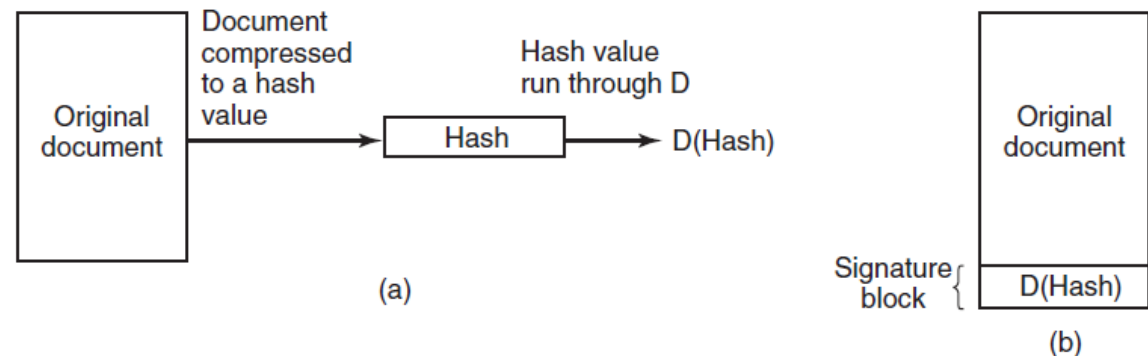 Document
compressed
to a hash
value
Hash value
run through D
Original
document
Hash
D(Hash)
(a)
Original
document
Signature
block
D(Hash)
(b)